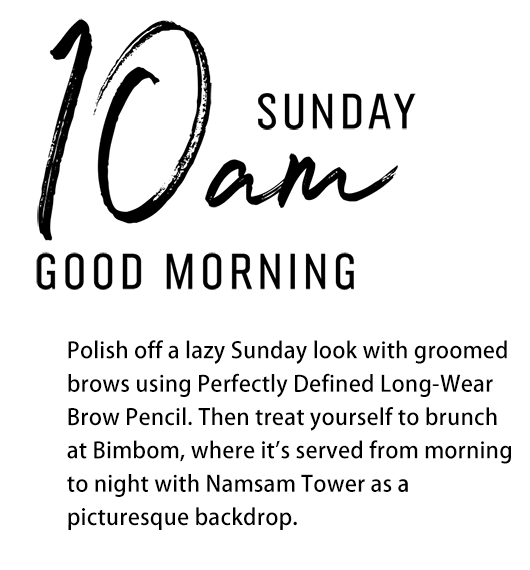 10am SUNDAY
GOOD MORNING
Polish off a lazy Sunday look with groomed
brows using Perfectly Defined Long-Wear
Brow Pencil. Then treat yourself to brunch
at Bimbom, where it’s served from morning
to night with Namsam Tower as a
picturesque backdrop.